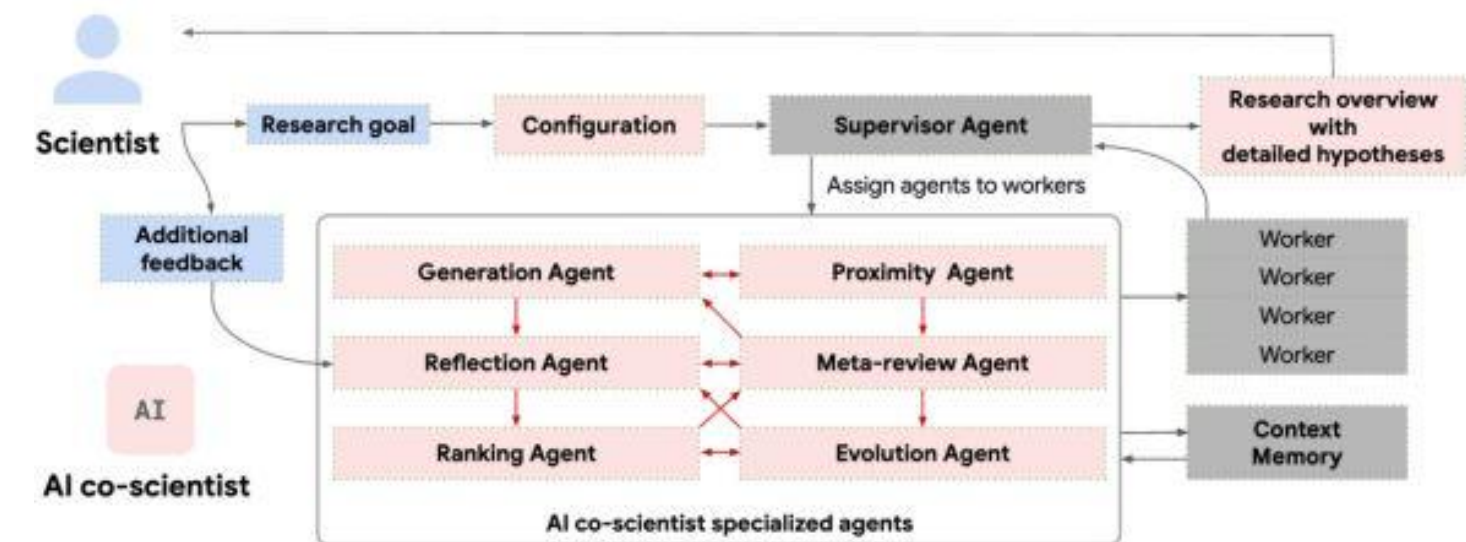 Scientist
Research goal
Configuration
Supervisor Agent
Research overview
with
detailed hypotheses
Assign agents to workers
Additional
feedback
Generation Agent
Proximity Agent
Reflection Agent
Meta-review Agent
Ranking Agent
Evolution Agent
AI co-scientist specialized agents
Worker
Worker
Worker
Worker
Context
Memory
AI
AI co-scientist